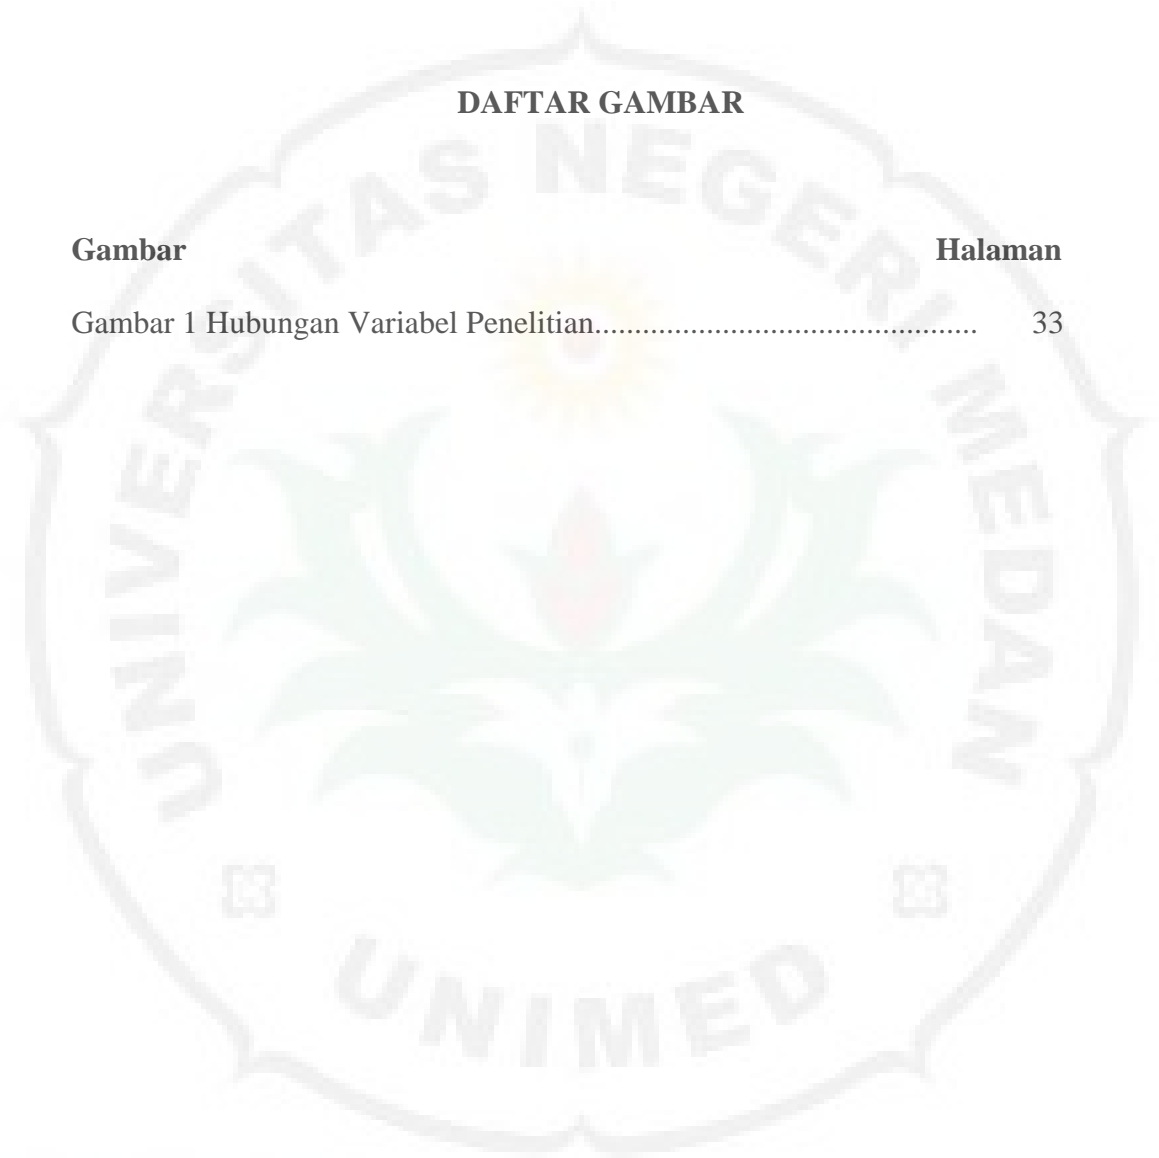 DAFTAR GAMBAR
Gambar Halaman
Gambar 1 Hubungan Variabel Penelitian................................................ 33
UNIVERSITAS NEGERI MEDAN
UNIMED